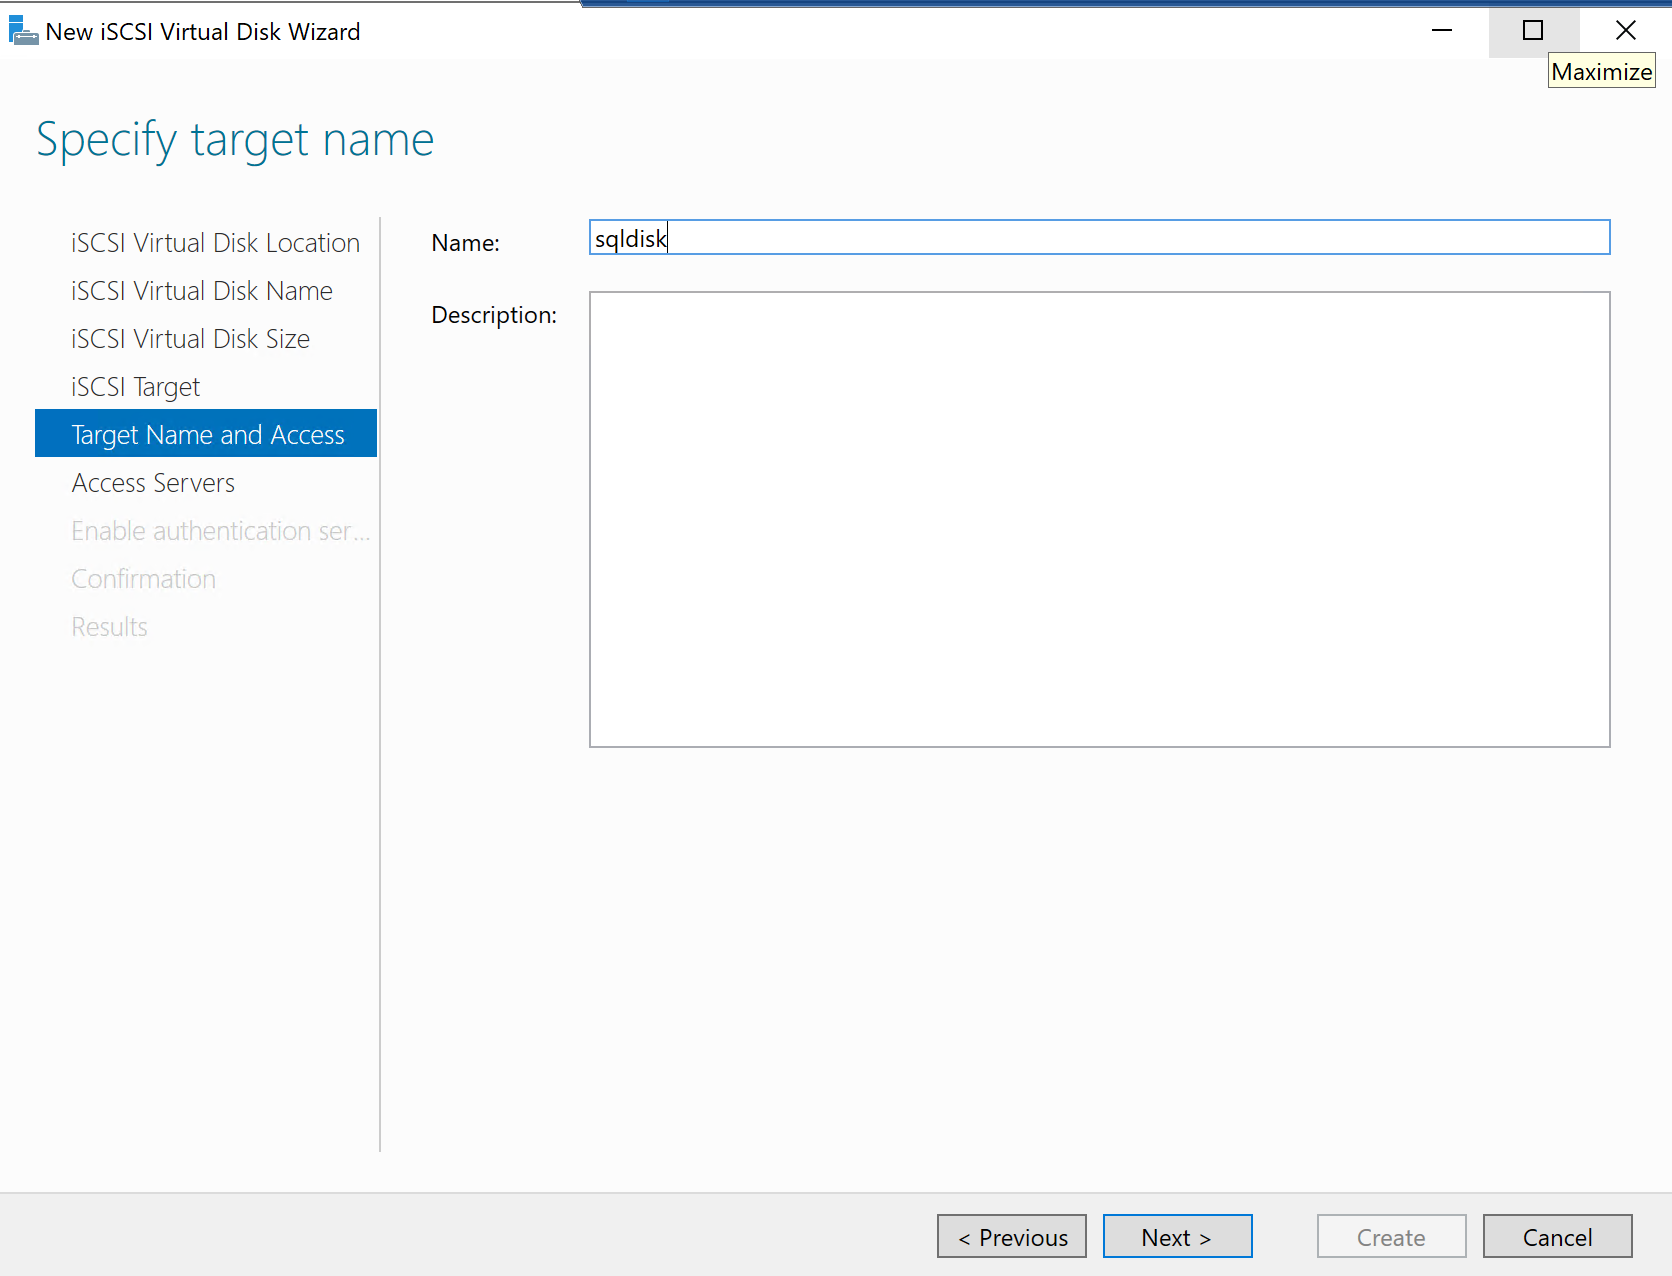 New iSCSI Virtual Disk Wizard
Maximize
Specify target name
iSCSI Virtual Disk Location
iSCSI Virtual Disk Name
iSCSI Virtual Disk Size
iSCSI Target
Target Name and Access
Access Servers
Enable authentication ser...
Confirmation
Results
Name:
sqldisk
Description:
< Previous
Next >
Create
Cancel